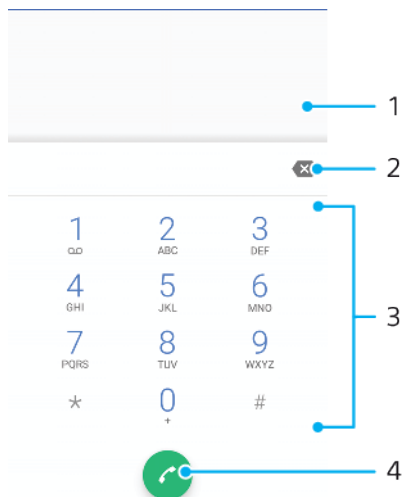 1
2
1 2 3
ABC DEF
4 5 6
GHI JKL MNO
3
7 8 9
PQRS TUV WXYZ
* 0 #
+
4